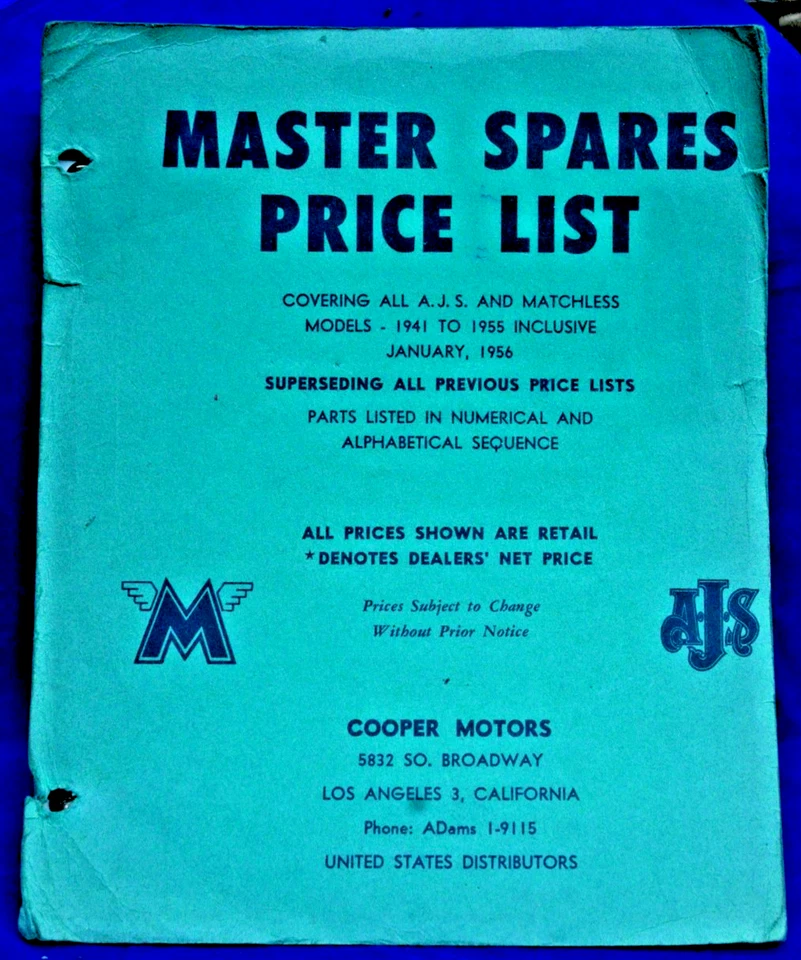 MASTER SPARES
PRICE LIST
COVERING ALL A.J.S. AND MATCHLESS
MODELS - 1941 TO 1955 INCLUSIVE
JANUARY, 1956
SUPERSEDING ALL PREVIOUS PRICE LISTS
PARTS LISTED IN NUMERICAL AND
ALPHABETICAL SEQUENCE
ALL PRICES SHOWN ARE RETAIL
*DENOTES DEALERS' NET PRICE
M
Prices Subject to Change
Without Prior Notice
A.J.S
COOPER MOTORS
5832 SO. BROADWAY
LOS ANGELES 3, CALIFORNIA
Phone: ADams 1-9115
UNITED STATES DISTRIBUTORS